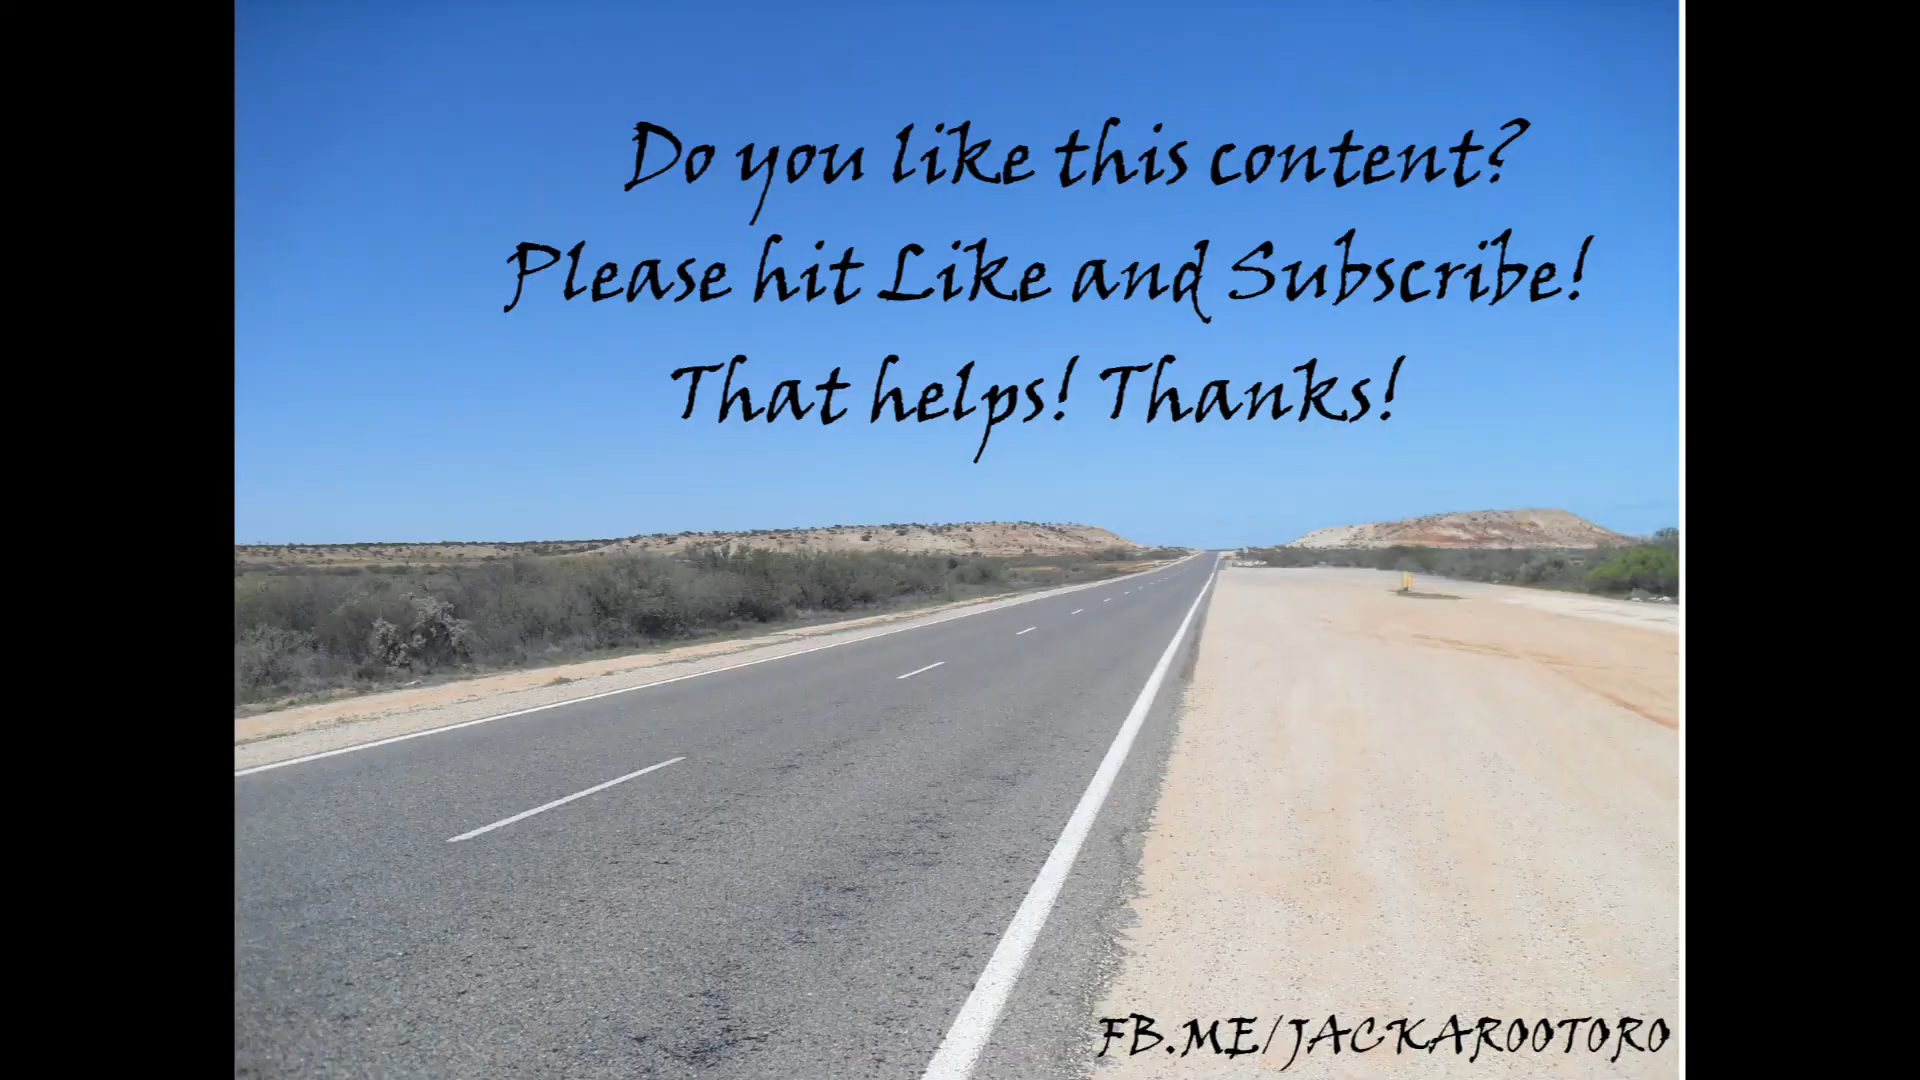 Do you like this content?
Please hit Like and Subscribe!
That helps! Thanks!
FB.ME/JACKAROOTORO